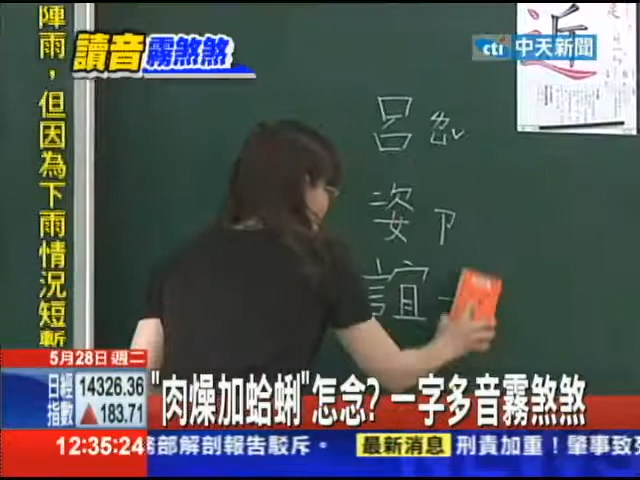 陣雨，但因為下雨情況短暫
讀音霧煞煞
cti 中天新聞
近
呂
姿 ㄗ
誼
5月28日 週二
日經指數 14326.36
▲183.71
"肉燥加蛤蜊"怎念? 一字多音霧煞煞
12:35:24
務部解剖報告駁斥。 最新消息 刑責加重！肇事致